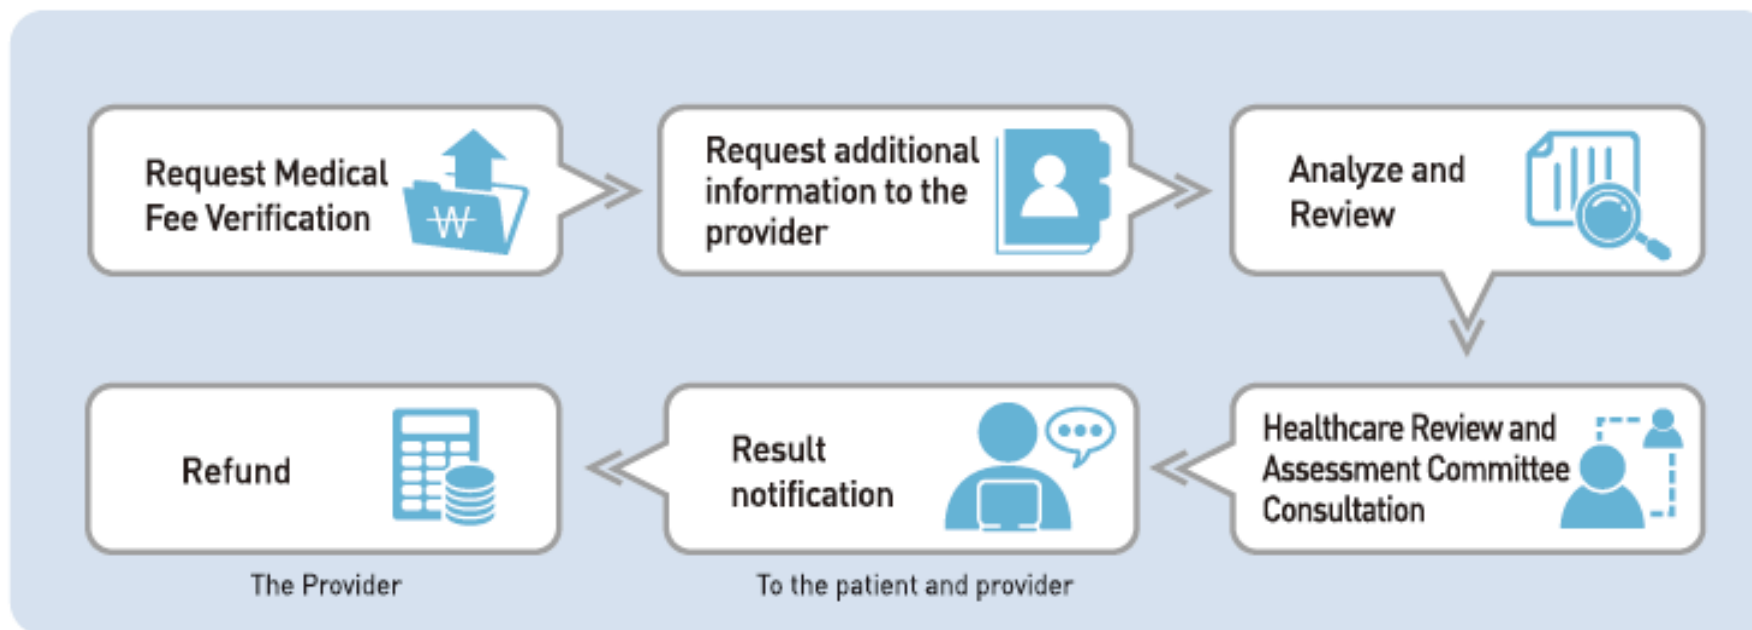 Request Medical
Fee Verification
₩
Request additional
information to the
provider
Analyze and
Review
Healthcare Review and
Assessment Committee
Consultation
Result
notification
To the patient and provider
Refund
The Provider